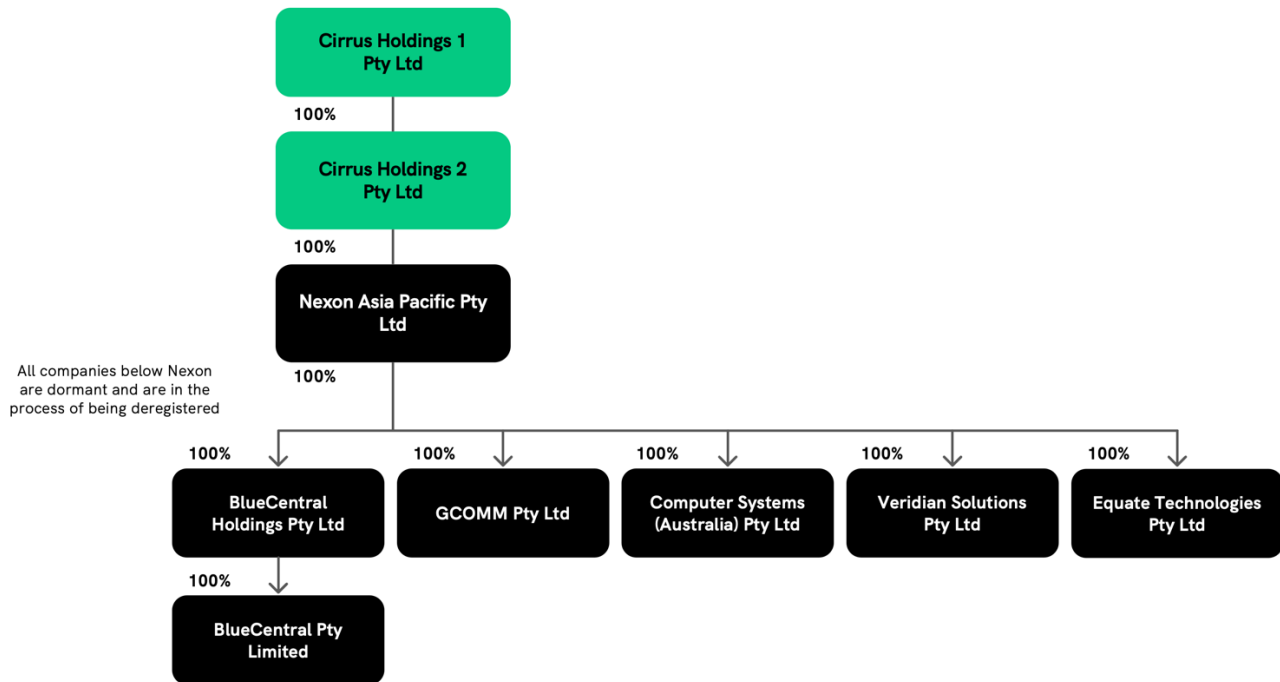 Cirrus Holdings 1
Pty Ltd
100%
Cirrus Holdings 2
Pty Ltd
100%
Nexon Asia Pacific Pty
Ltd
100%
All companies below Nexon
are dormant and are in the
process of being deregistered
100%
BlueCentral
Holdings Pty Ltd
100%
GCOMM Pty Ltd
100%
Computer Systems
(Australia) Pty Ltd
100%
Veridian Solutions
Pty Ltd
100%
Equate Technologies
Pty Ltd
100%
BlueCentral Pty
Limited